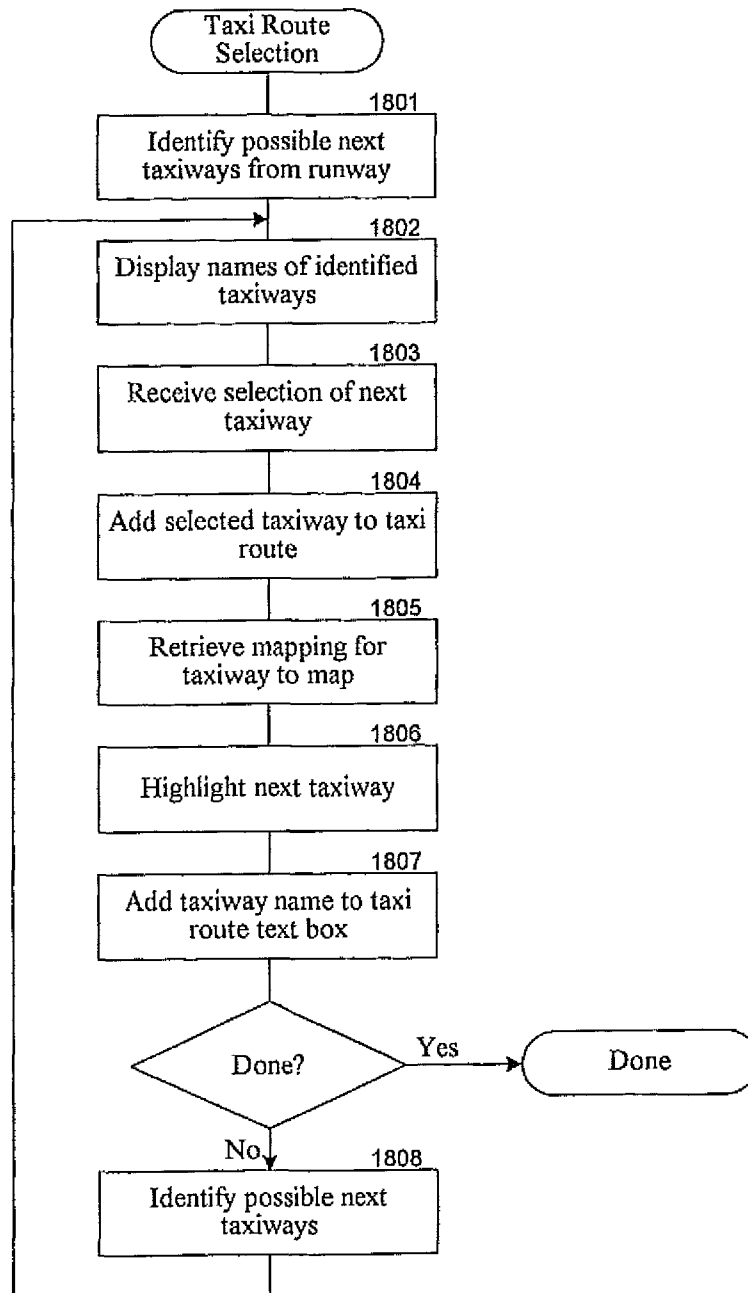 Taxi Route
Selection
1801
Identify possible next
taxiways from runway
1802
Display names of identified
taxiways
1803
Receive selection of next
taxiway
1804
Add selected taxiway to taxi
route
1805
Retrieve mapping for
taxiway to map
1806
Highlight next taxiway
1807
Add taxiway name to taxi
route text box
Done?
Yes
Done
No
1808
Identify possible next
taxiways